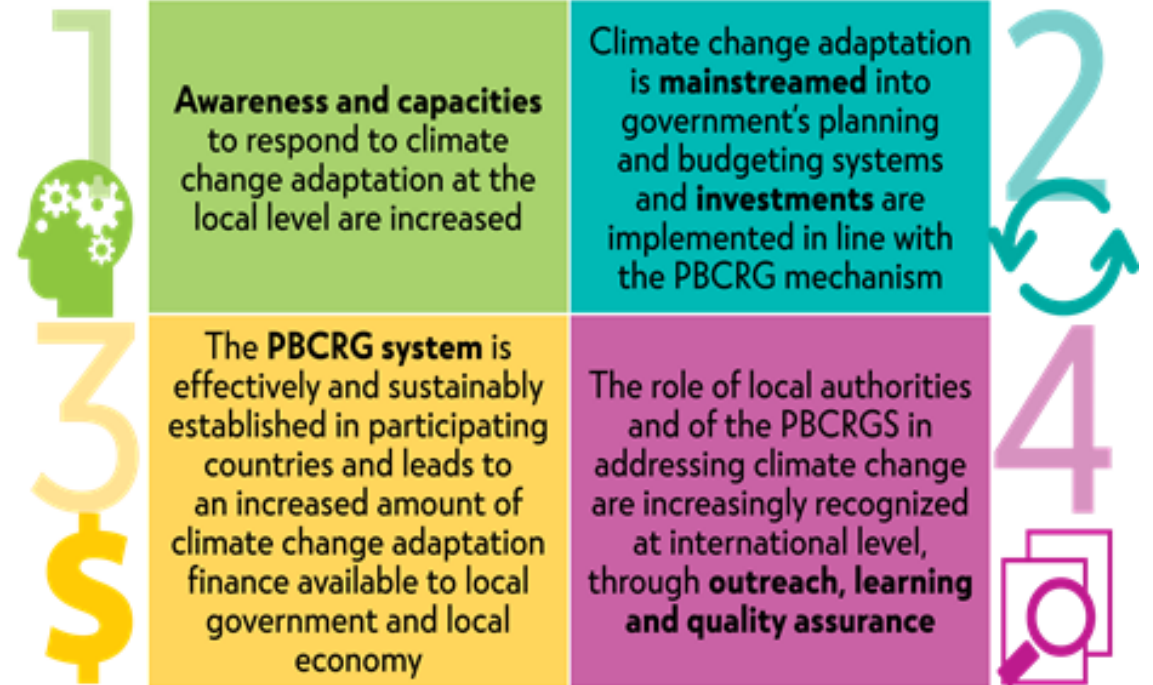 1
Awareness and capacities
to respond to climate
change adaptation at the
local level are increased
2
Climate change adaptation
is mainstreamed into
government's planning
and budgeting systems
and investments are
implemented in line with
the PBCRG mechanism
3
$
The PBCRG system is
effectively and sustainably
established in participating
countries and leads to
an increased amount of
climate change adaptation
finance available to local
government and local
economy
4
The role of local authorities
and of the PBCRGS in
addressing climate change
are increasingly recognized
at international level,
through outreach, learning
and quality assurance